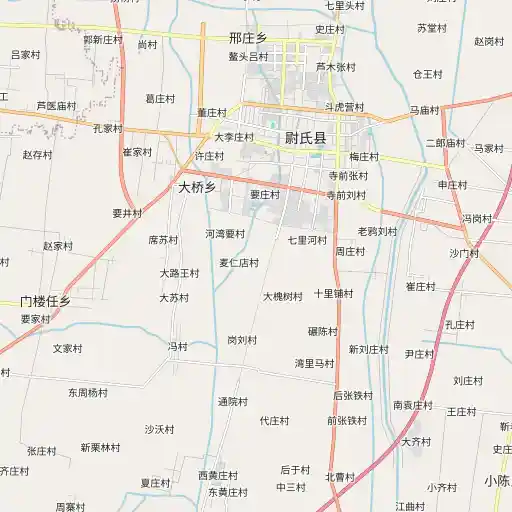 七里头村
苏堂村
史庄村
郭新庄村
尚村
邢庄乡
赵岗村
吕家村
鳌头吕村
芦木张村
仓王村
工
芦医庙村
葛庄村
董庄村
斗虎营村
马庙村
孔家村
大李庄村
尉氏县
二郎庙村
马家村
赵存村
崔家村
许庄村
梅庄村
寺前张村
大桥乡
要庄村
寺前刘村
申庄村
要井村
冯岗村
赵家村
席苏村
河湾要村
七里河村
老鸦刘村
周庄村
沙门村
村
大路王村
麦仁店村
崔庄村
门楼任乡
大苏村
大槐树村
十里铺村
要家村
碾陈村
孔庄村
文家村
冯村
岗刘村
新刘庄村
尹庄村
村
湾里马村
刘庄村
东周杨村
通院村
后张铁村
南袁庄村
王庄村
沙沃村
代庄村
前张铁村
靳
大齐村
张庄村
新栗林村
史庄
齐庄村
夏庄村
西黄庄村
后于村
北曹村
小陈
东黄庄村
中三村
小齐村
周寨村
江曲村